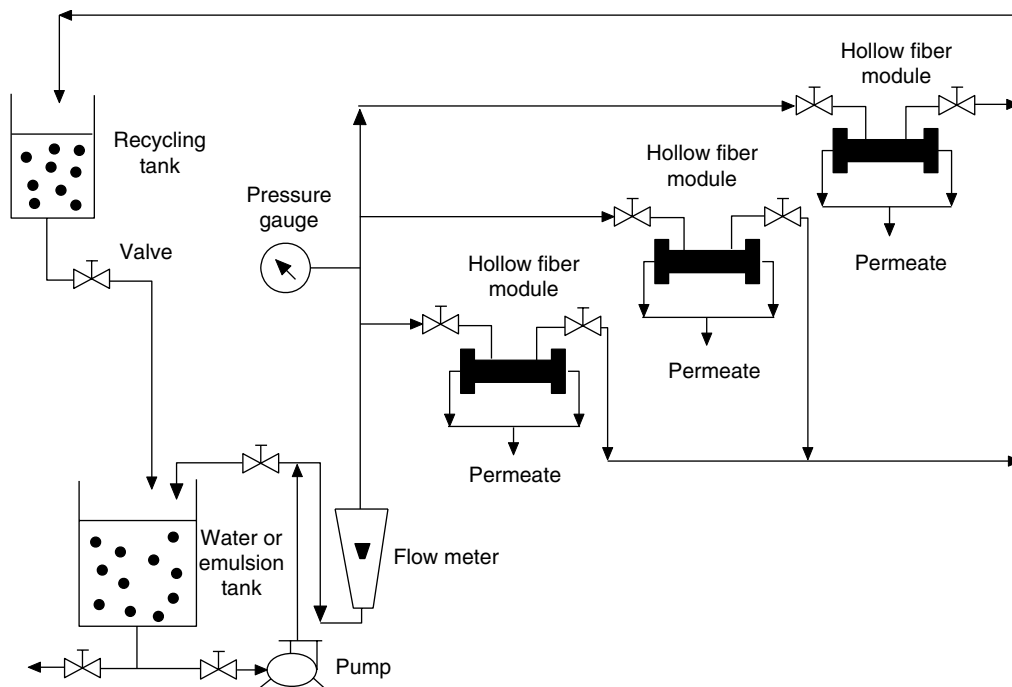 Hollow fiber
module
Recycling
tank
Hollow fiber
module
Pressure
gauge
Valve
Permeate
Hollow fiber
module
Permeate
Permeate
Water or
emulsion
tank
Flow meter
Pump